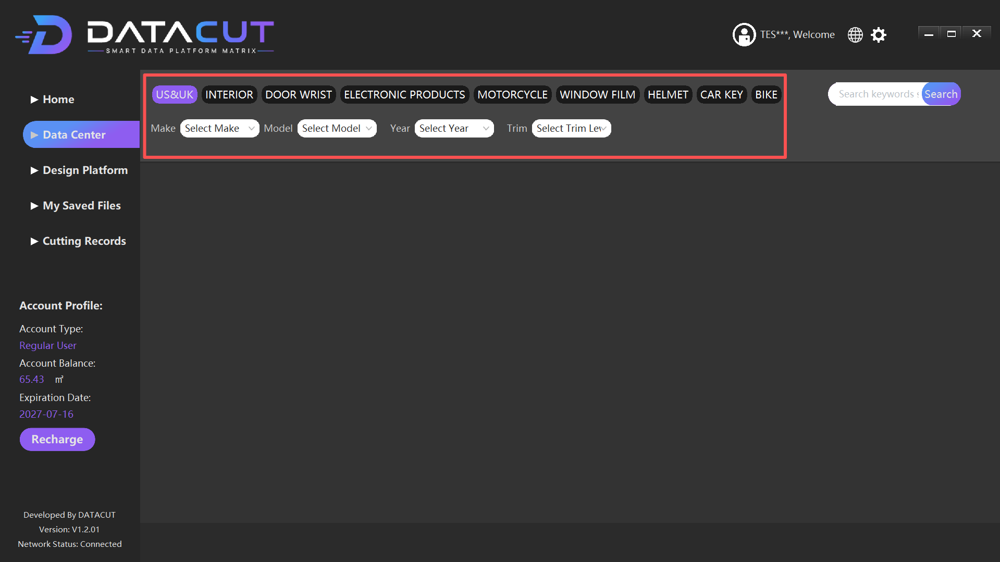 DATACUT
SMART DATA PLATFORM MATRIX
TES***, Welcome
Home
Data Center
Design Platform
My Saved Files
Cutting Records
US&UK INTERIOR DOOR WRIST ELECTRONIC PRODUCTS MOTORCYCLE WINDOW FILM HELMET CAR KEY BIKE
Search keywords s Search
Make Select Make Model Select Model Year Select Year Trim Select Trim Lev
Account Profile:
Account Type:
Regular User
Account Balance:
65.43 ㎡
Expiration Date:
2027-07-16
Recharge
Developed By DATACUT
Version: V1.2.01
Network Status: Connected